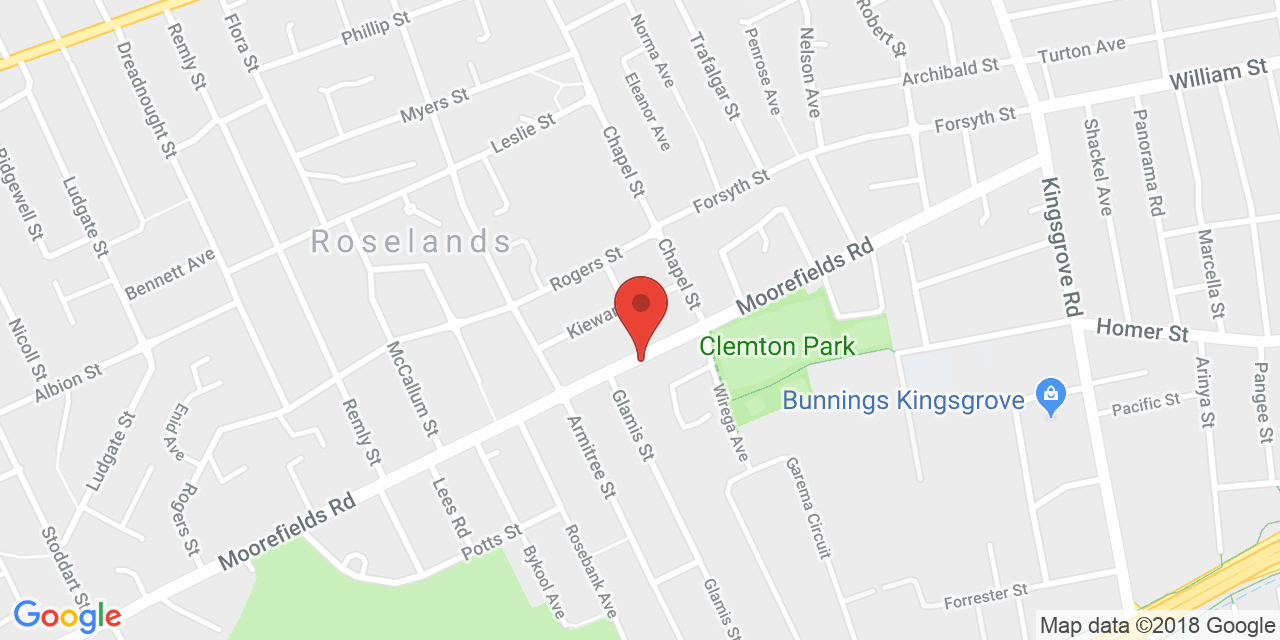 Phillip St
Robert St
Norma Ave
Trafalgar St
Penrose Ave
Nelson Ave
Turton Ave
Archibald St
William St
Flora St
Remly St
Dreadnought St
Myers St
Eleanor Ave
Leslie St
Forsyth St
Shackel Ave
Panorama Rd
Chapel St
Ridgewell St
Ludgate St
Forsyth St
Kingsgrove Rd
Roselands
Bennett Ave
Rogers St
Chapel St
Moorefields Rd
Marcella St
Nicoll St
Homer St
Clemton Park
Albion St
McCallum St
Wirega Ave
Bunnings Kingsgrove
Pacific St
Arinya St
Pangee St
Enid Ave
Remly St
Glamis St
Armitree St
Ludgate St
Rogers St
Lees Rd
Garema Circuit
Moorefields Rd
Potts St
Stoddart St
Bykool Ave
Rosebank Ave
Glamis St
Forrester St
Google
Map data ©2018 Google